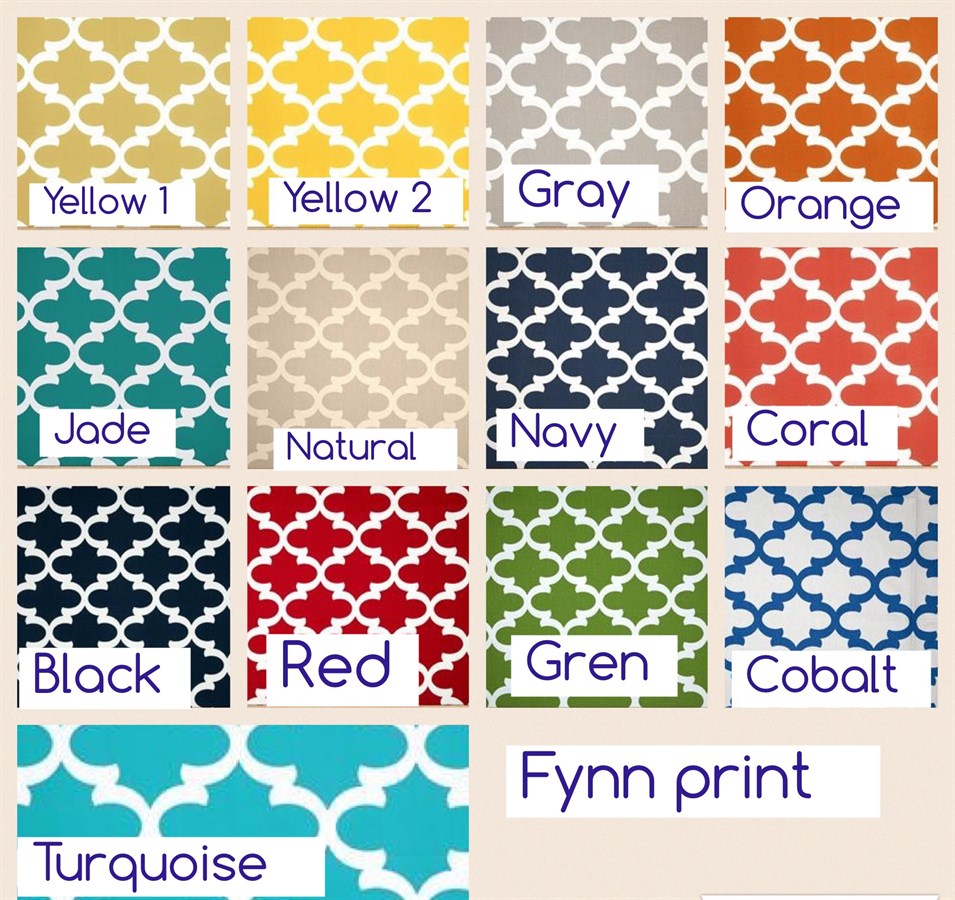 Yellow 1
Yellow 2
Gray
Orange
Jade
Natural
Navy
Coral
Black
Red
Gren
Cobalt
Fynn print
Turquoise